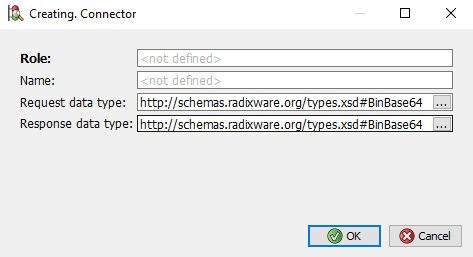 Creating. Connector
Role: <not defined>
Name: <not defined>
Request data type: http://schemas.radixware.org/types.xsd#BinBase64 ...
Response data type: http://schemas.radixware.org/types.xsd#BinBase64 ...
OK Cancel